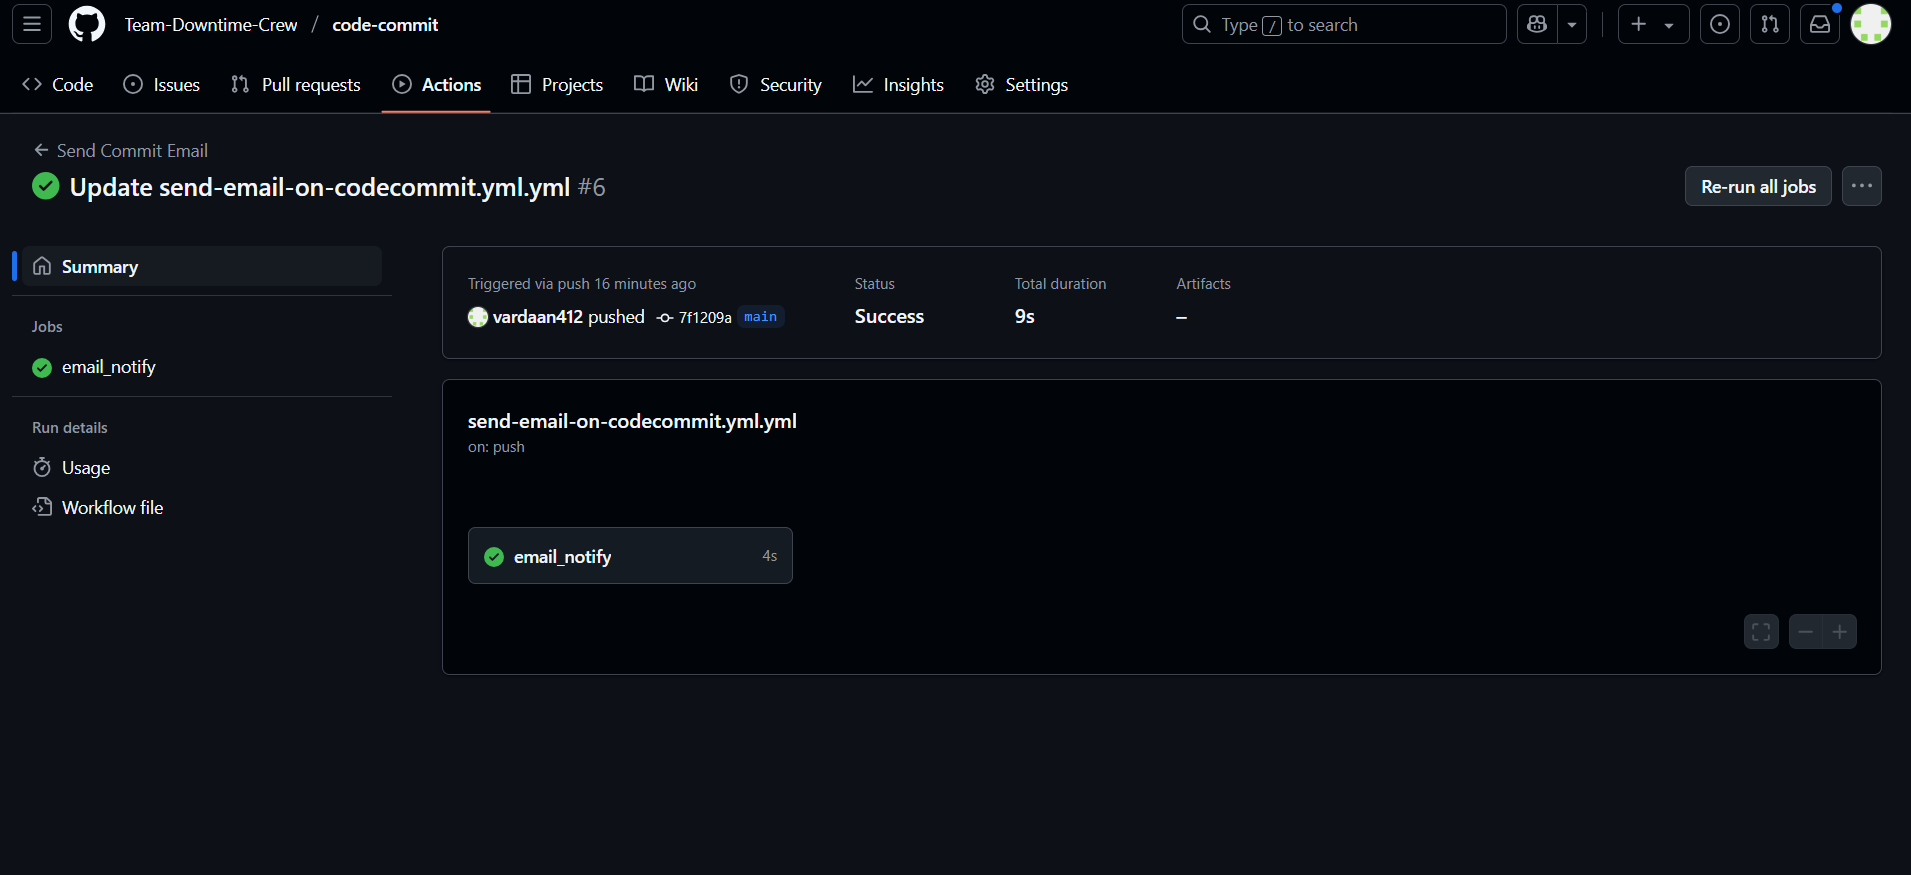 Team-Downtime-Crew / code-commit
Type / to search
Code Issues Pull requests Actions Projects Wiki Security Insights Settings
← Send Commit Email
Update send-email-on-codecommit.yml.yml #6
Re-run all jobs
Summary
Jobs
email_notify
Run details
Usage
Workflow file
Triggered via push 16 minutes ago
vardaan412 pushed 7f1209a main
Status
Success
Total duration
9s
Artifacts
–
send-email-on-codecommit.yml.yml
on: push
email_notify 4s